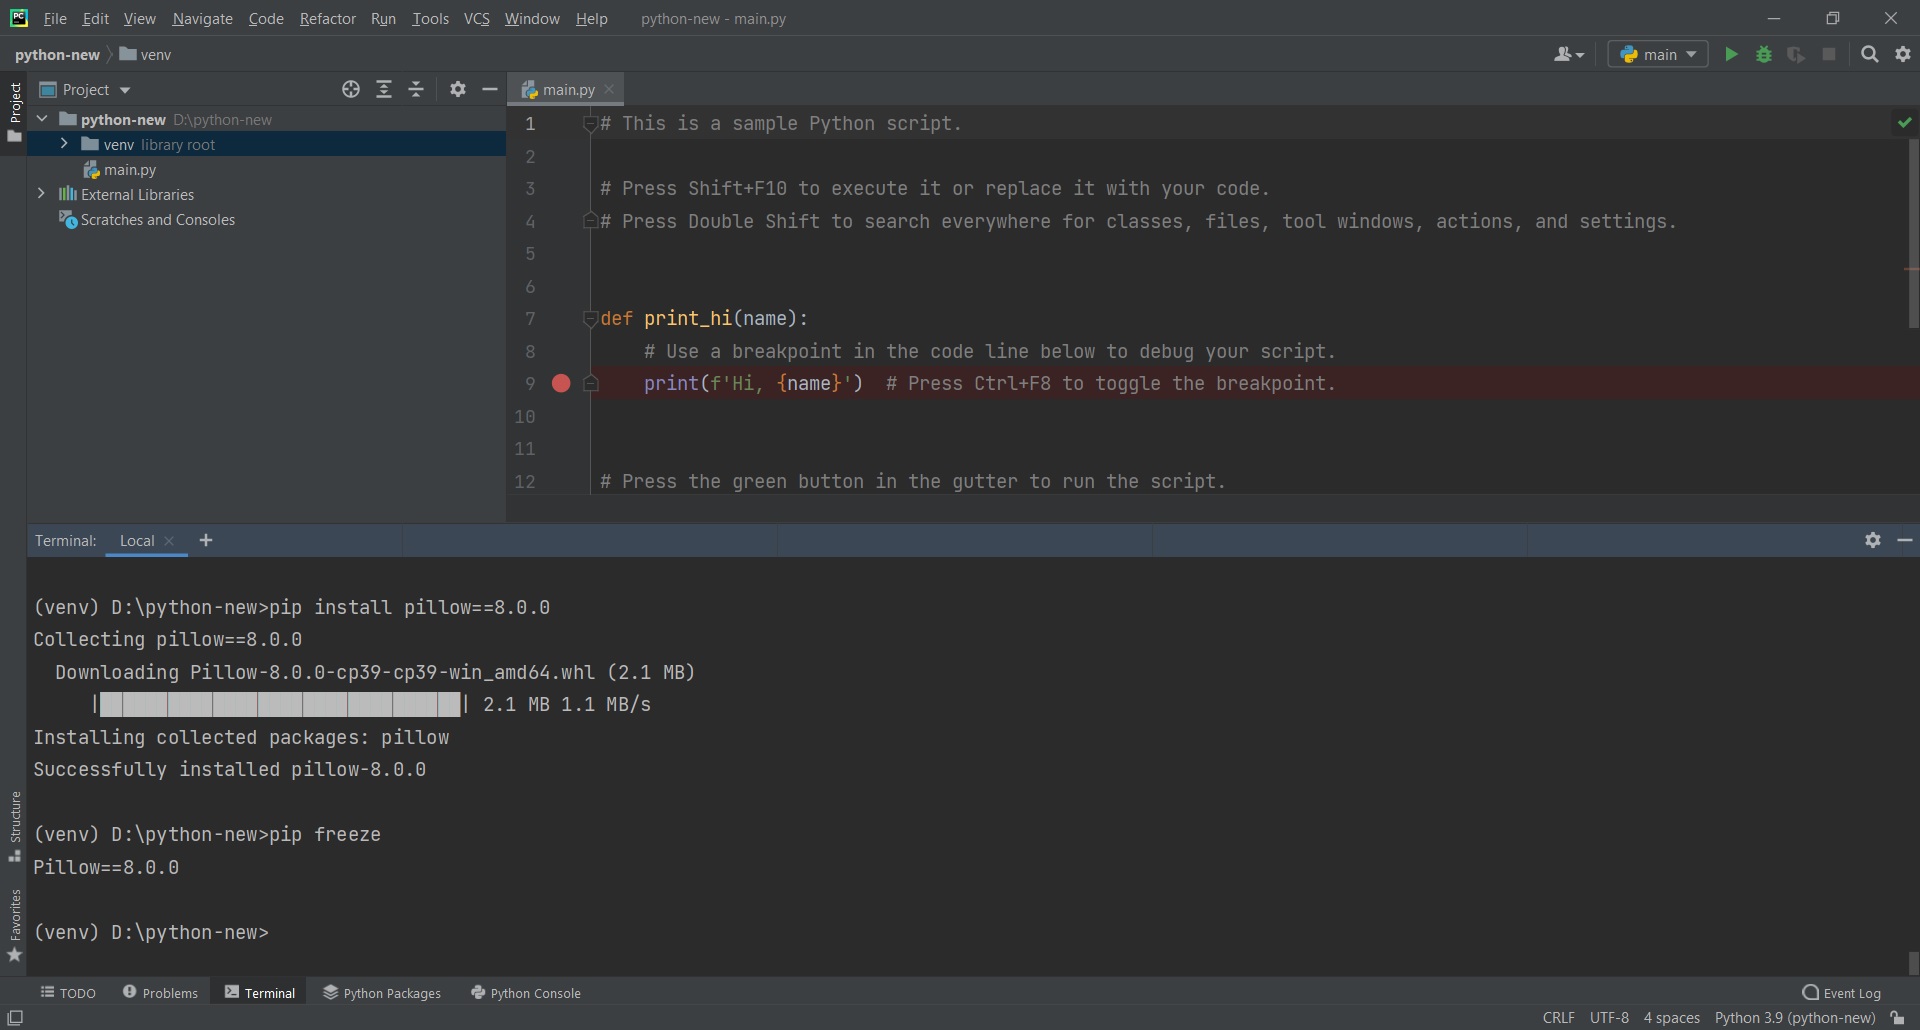 PC File Edit View Navigate Code Refactor Run Tools VCS Window Help python-new - main.py
python-new venv
main
Project
Project
python-new D:\python-new
venv library root
main.py
External Libraries
Scratches and Consoles
main.py
1 # This is a sample Python script.
2
3 # Press Shift+F10 to execute it or replace it with your code.
4 # Press Double Shift to search everywhere for classes, files, tool windows, actions, and settings.
5
6
7 def print_hi(name):
8     # Use a breakpoint in the code line below to debug your script.
9     print(f'Hi, {name}')  # Press Ctrl+F8 to toggle the breakpoint.
10
11
12 # Press the green button in the gutter to run the script.
Terminal: Local
(venv) D:\python-new>pip install pillow==8.0.0
Collecting pillow==8.0.0
  Downloading Pillow-8.0.0-cp39-cp39-win_amd64.whl (2.1 MB)
     |████████████████████████████████| 2.1 MB 1.1 MB/s
Installing collected packages: pillow
Successfully installed pillow-8.0.0
(venv) D:\python-new>pip freeze
Pillow==8.0.0
(venv) D:\python-new>
Structure
Favorites
TODO Problems Terminal Python Packages Python Console Event Log
CRLF UTF-8 4 spaces Python 3.9 (python-new)